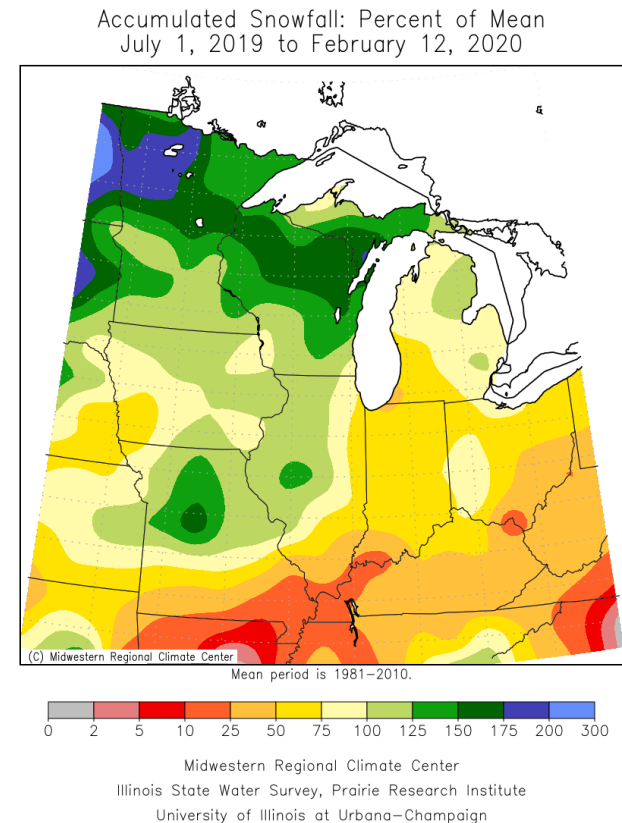 Accumulated Snowfall: Percent of Mean
July 1, 2019 to February 12, 2020
(C) Midwestern Regional Climate Center
Mean period is 1981-2010.
0 2 5 10 25 50 75 100 125 150 175 200 300
Midwestern Regional Climate Center
Illinois State Water Survey, Prairie Research Institute
University of Illinois at Urbana-Champaign